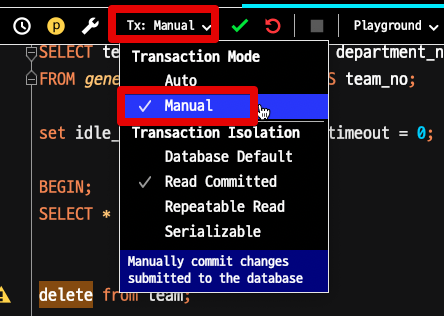 p Tx: Manual Playground
SELECT te department_n
FROM gene S team_no;
set idle_ timeout = 0;
BEGIN;
SELECT *
delete from team;
Transaction Mode
Auto
Manual
Transaction Isolation
Database Default
Read Committed
Repeatable Read
Serializable
Manually commit changes
submitted to the database